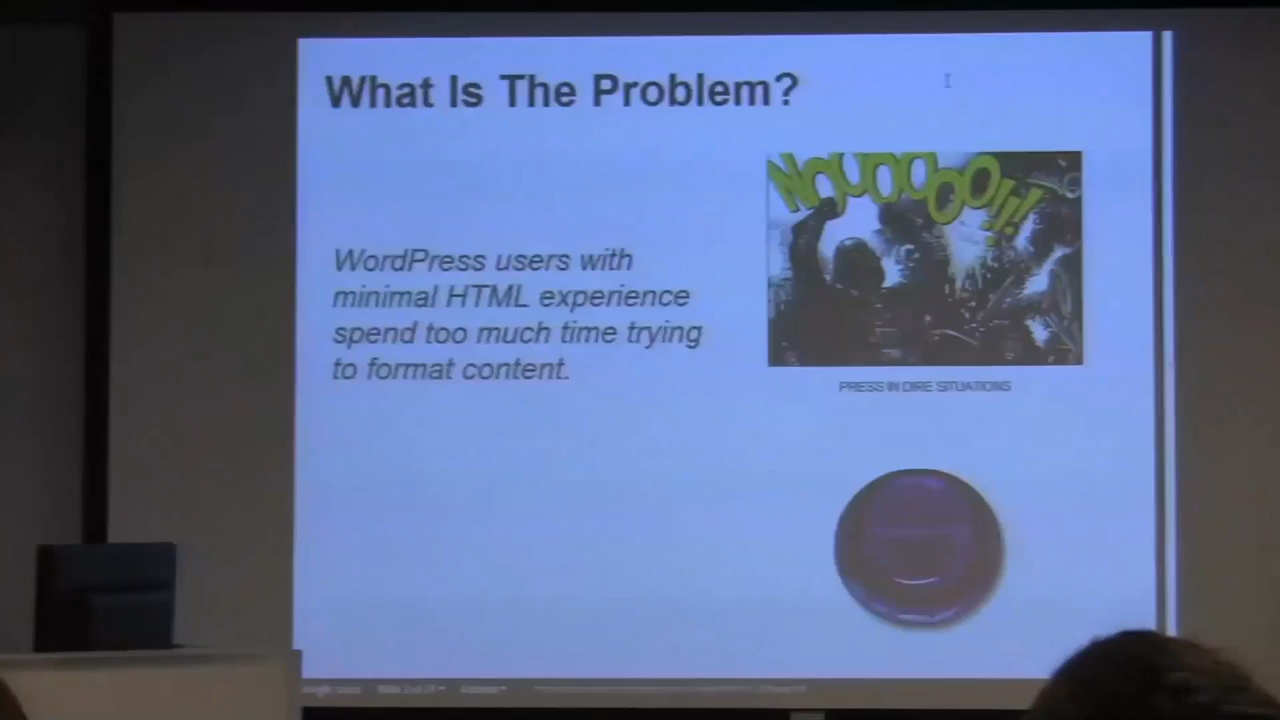 What Is The Problem?
NOOOOOOO!!!
WordPress users with
minimal HTML experience
spend too much time trying
to format content.
PRESS IN DIRE SITUATIONS